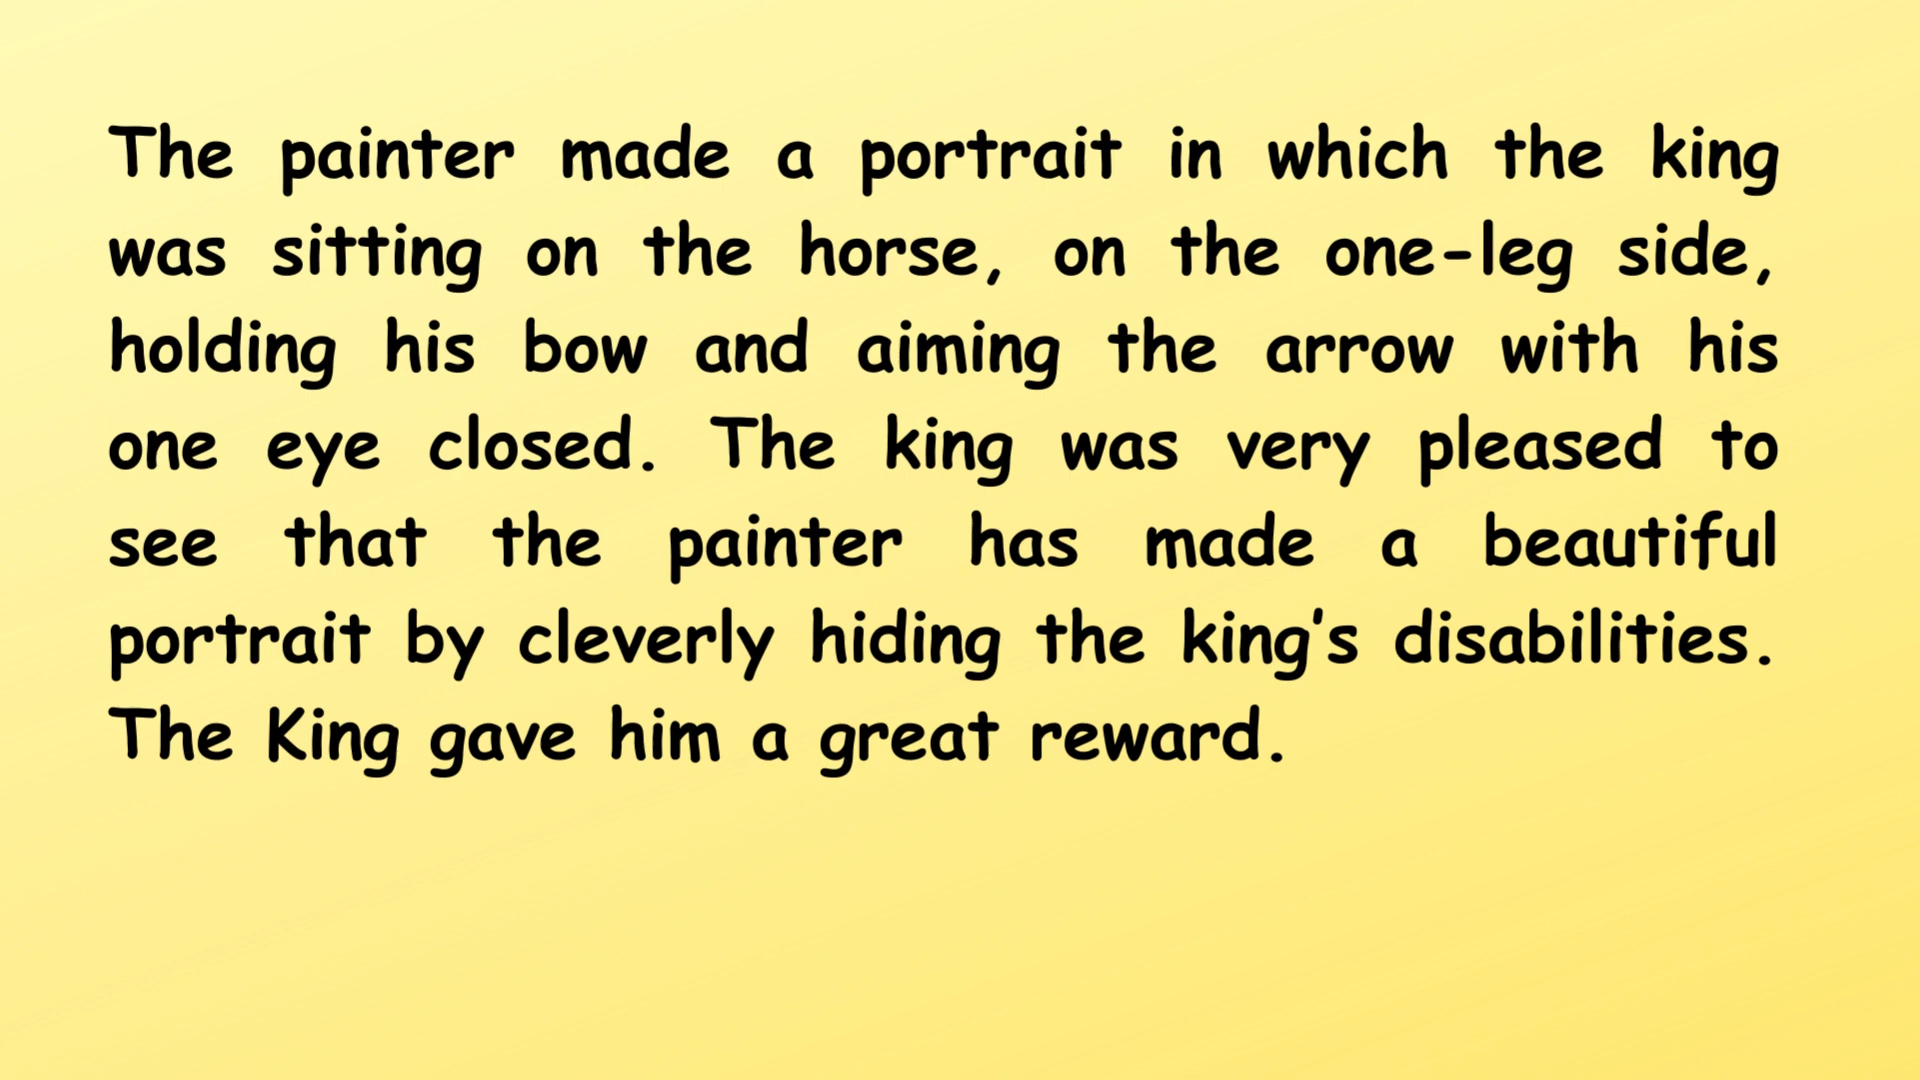 The painter made a portrait in which the king
was sitting on the horse, on the one-leg side,
holding his bow and aiming the arrow with his
one eye closed. The king was very pleased to
see that the painter has made a beautiful
portrait by cleverly hiding the king's disabilities.
The King gave him a great reward.